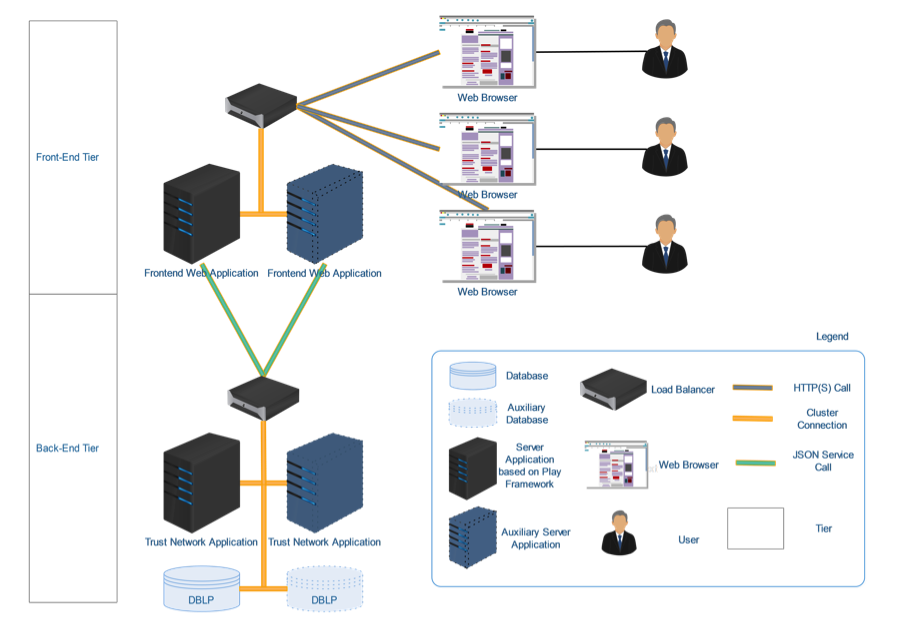 Web Browser
Front-End Tier
Web Browser
Frontend Web Application
Frontend Web Application
Web Browser
Legend
Database
Load Balancer
HTTP(S) Call
Auxiliary
Database
Cluster
Connection
Back-End Tier
Server
Application
based on Play
Framework
Web Browser
JSON Service
Call
Trust Network Application
Trust Network Application
Auxiliary Server
Application
User
Tier
DBLP
DBLP